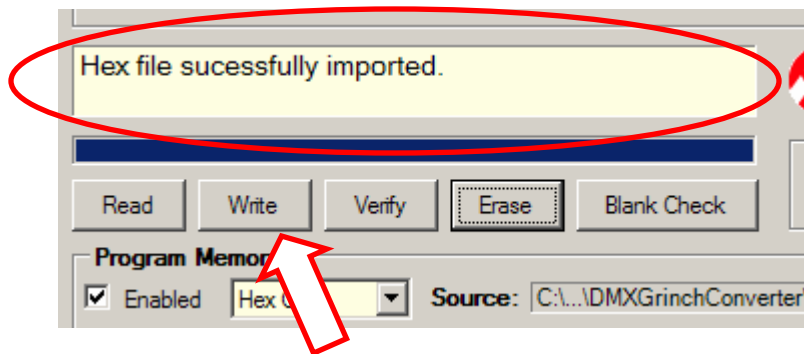 Hex file sucessfully imported.
Read Write Verify Erase Blank Check
Program Memor
Enabled Hex Source: C:\...\DMXGrinchConverter\